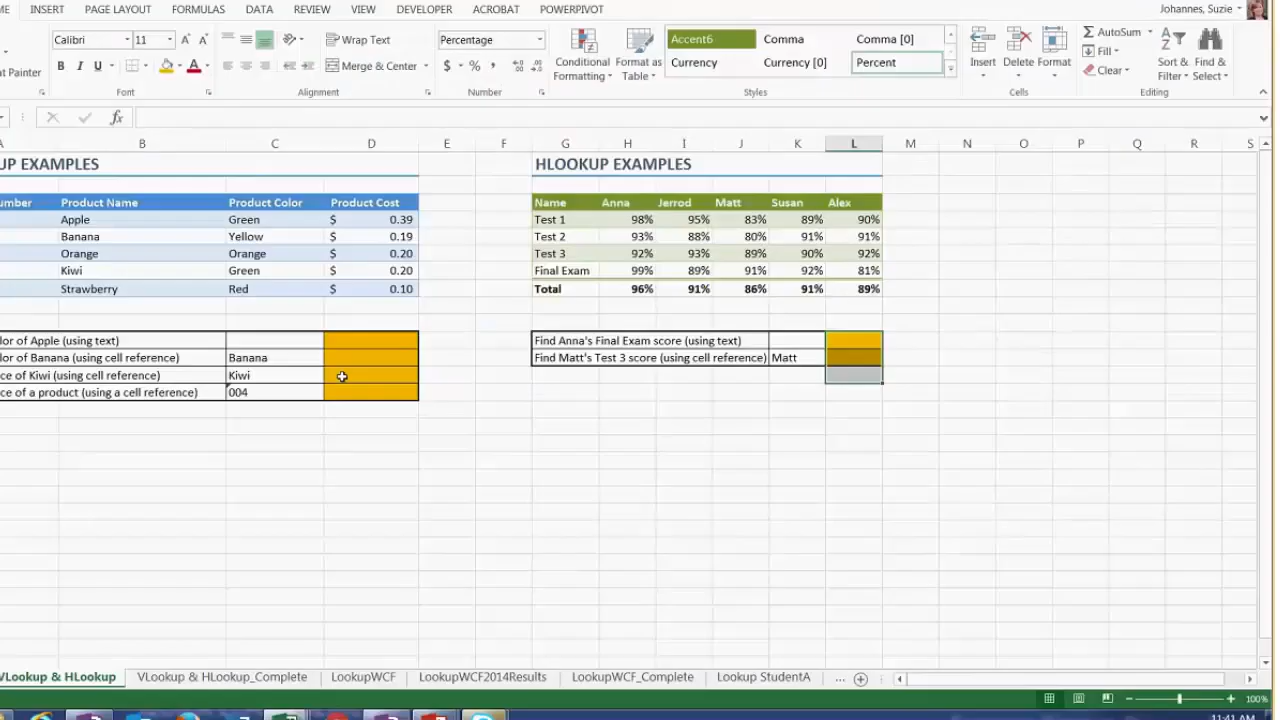 ME INSERT PAGE LAYOUT FORMULAS DATA REVIEW VIEW DEVELOPER ACROBAT POWERPIVOT Johannes, Suzie
Calibri 11 Wrap Text Percentage Accent6 Comma Comma [0] AutoSum
t Painter B I U Merge & Center $ % Conditional Formatting Format as Table Currency Currency [0] Percent Insert Delete Format Fill Clear Sort & Filter Find & Select
Font Alignment Number Styles Cells Editing
fx
A B C D E F G H I J K L M N O P Q R S
UP EXAMPLES HLOOKUP EXAMPLES
umber Product Name Product Color Product Cost Name Anna Jerrod Matt Susan Alex
Apple Green $ 0.39 Test 1 98% 95% 83% 89% 90%
Banana Yellow $ 0.19 Test 2 93% 88% 80% 91% 91%
Orange Orange $ 0.20 Test 3 92% 93% 89% 90% 92%
Kiwi Green $ 0.20 Final Exam 99% 89% 91% 92% 81%
Strawberry Red $ 0.10 Total 96% 91% 86% 91% 89%
lor of Apple (using text) Find Anna's Final Exam score (using text)
lor of Banana (using cell reference) Banana Find Matt's Test 3 score (using cell reference) Matt
ce of Kiwi (using cell reference) Kiwi
ce of a product (using a cell reference) 004
VLookup & HLookup VLookup & HLookup_Complete LookupWCF LookupWCF2014Results LookupWCF_Complete Lookup StudentA ...
100%
11:41 AM